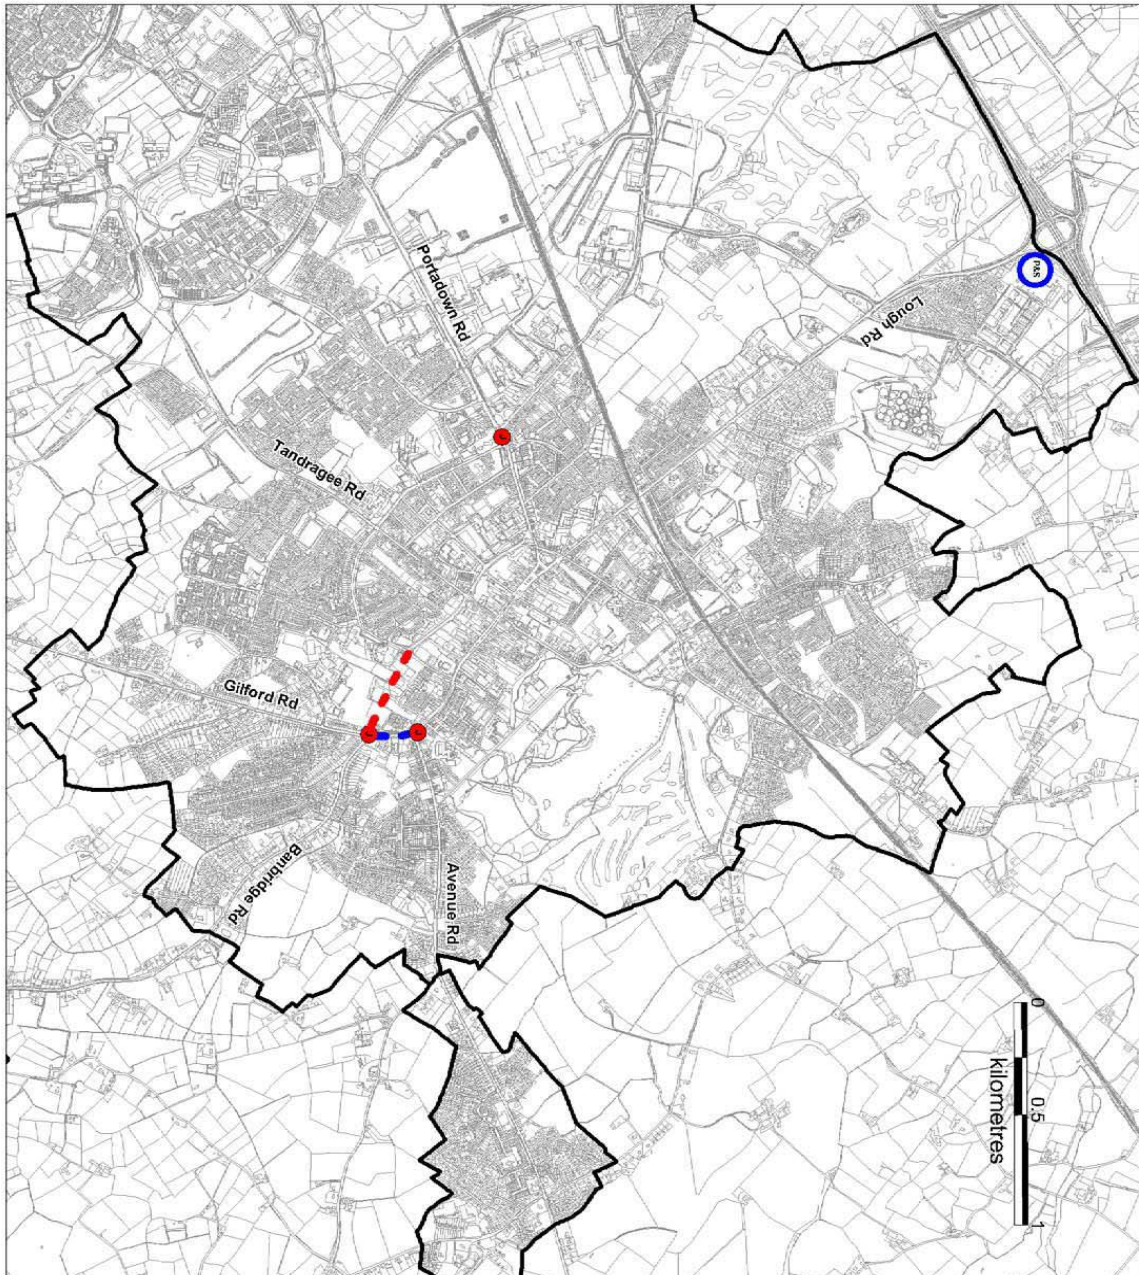 P&S
Lough Rd
Portadown Rd
Tandragee Rd
Gilford Rd
Banbridge Rd
Avenue Rd
0 0.5 1
kilometres